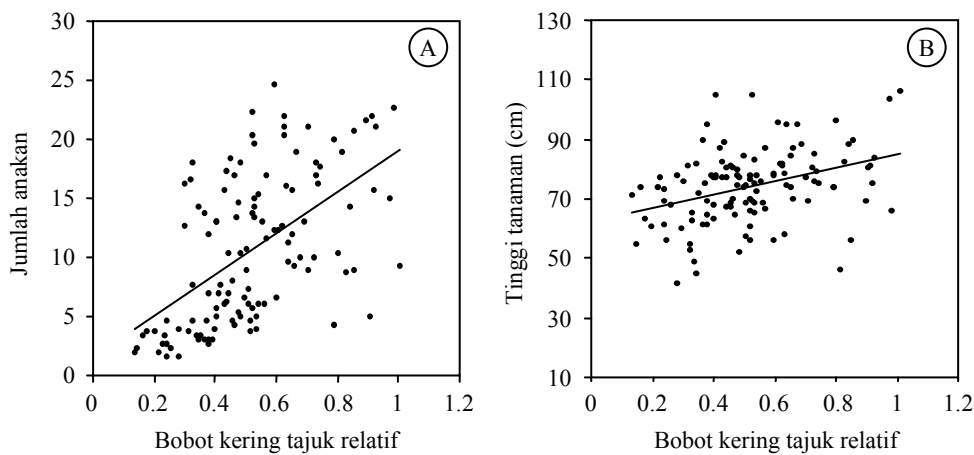 30
25
20
15
10
5
0
Jumlah anakan
A
0 0.2 0.4 0.6 0.8 1 1.2
Bobot kering tajuk relatif
130
110
90
70
50
30
10
Tinggi tanaman (cm)
B
0 0.2 0.4 0.6 0.8 1 1.2
Bobot kering tajuk relatif